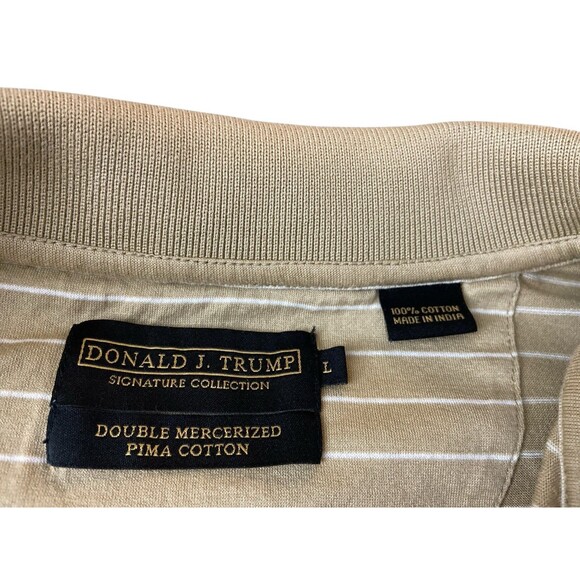 100% COTTON
MADE IN INDIA
DONALD J. TRUMP
SIGNATURE COLLECTION
L
DOUBLE MERCERIZED
PIMA COTTON